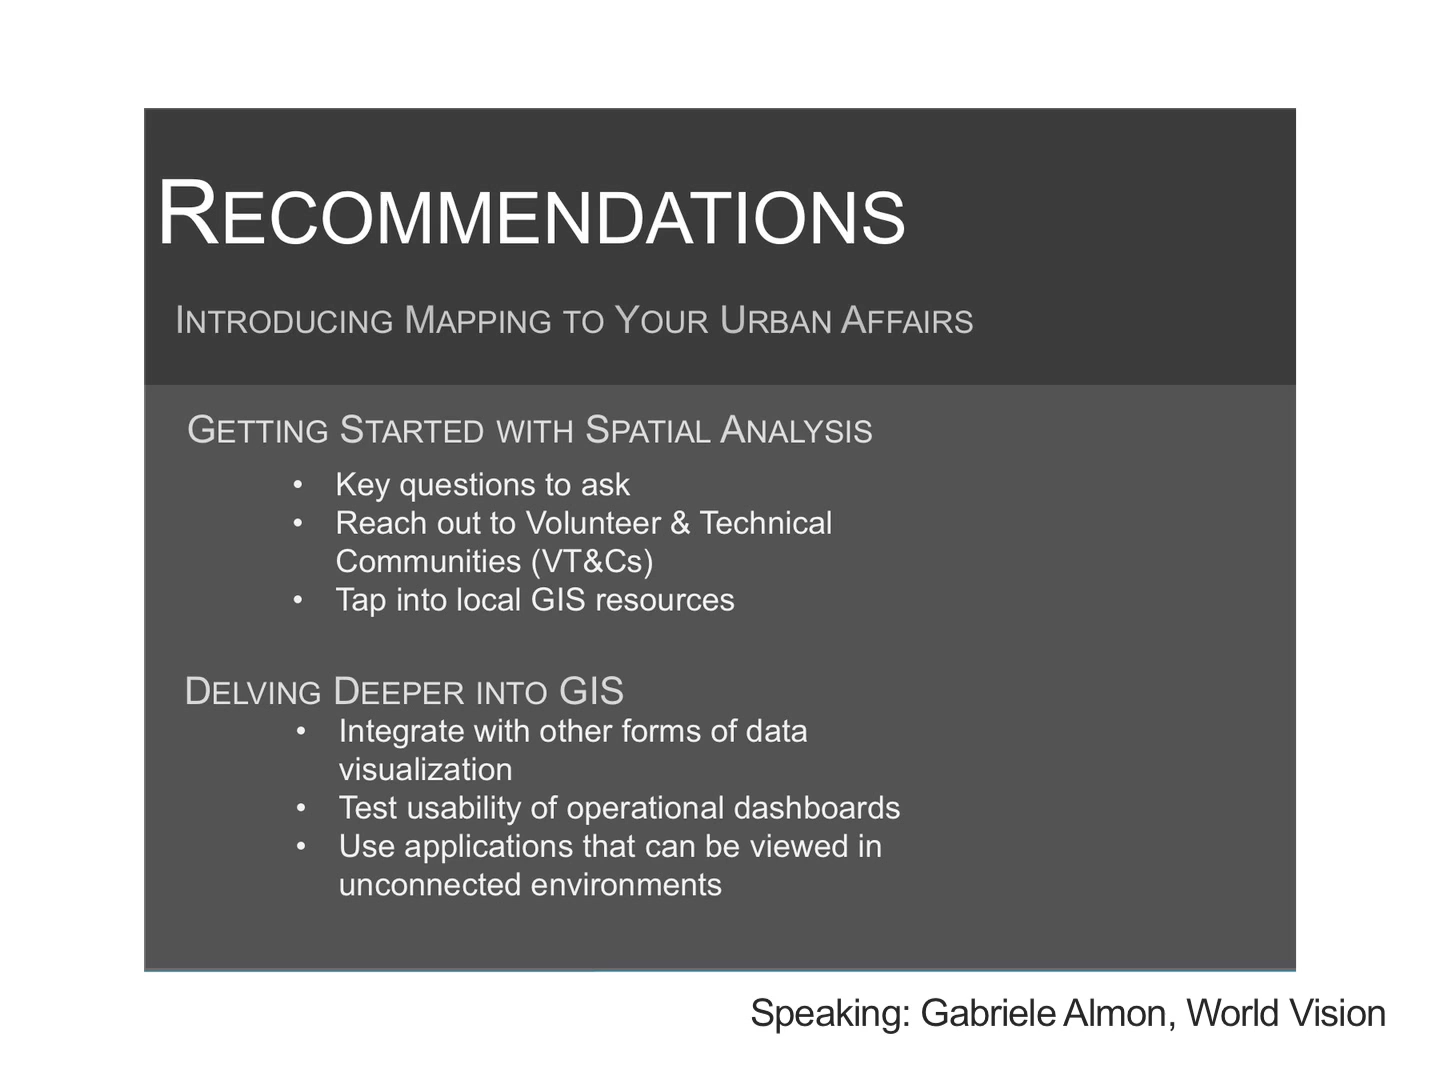 RECOMMENDATIONS
INTRODUCING MAPPING TO YOUR URBAN AFFAIRS
GETTING STARTED WITH SPATIAL ANALYSIS
• Key questions to ask
• Reach out to Volunteer & Technical
Communities (VT&Cs)
• Tap into local GIS resources
DELVING DEEPER INTO GIS
• Integrate with other forms of data
visualization
• Test usability of operational dashboards
• Use applications that can be viewed in
unconnected environments
Speaking: Gabriele Almon, World Vision